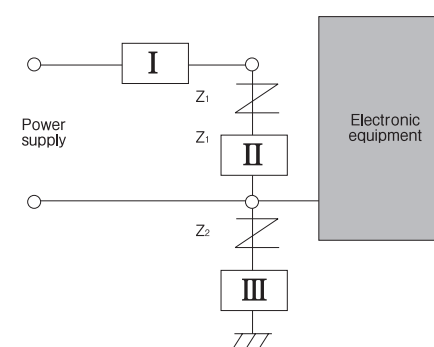 I
Z1
Electronic
equipment
Power
supply
Z1
II
Z2
III